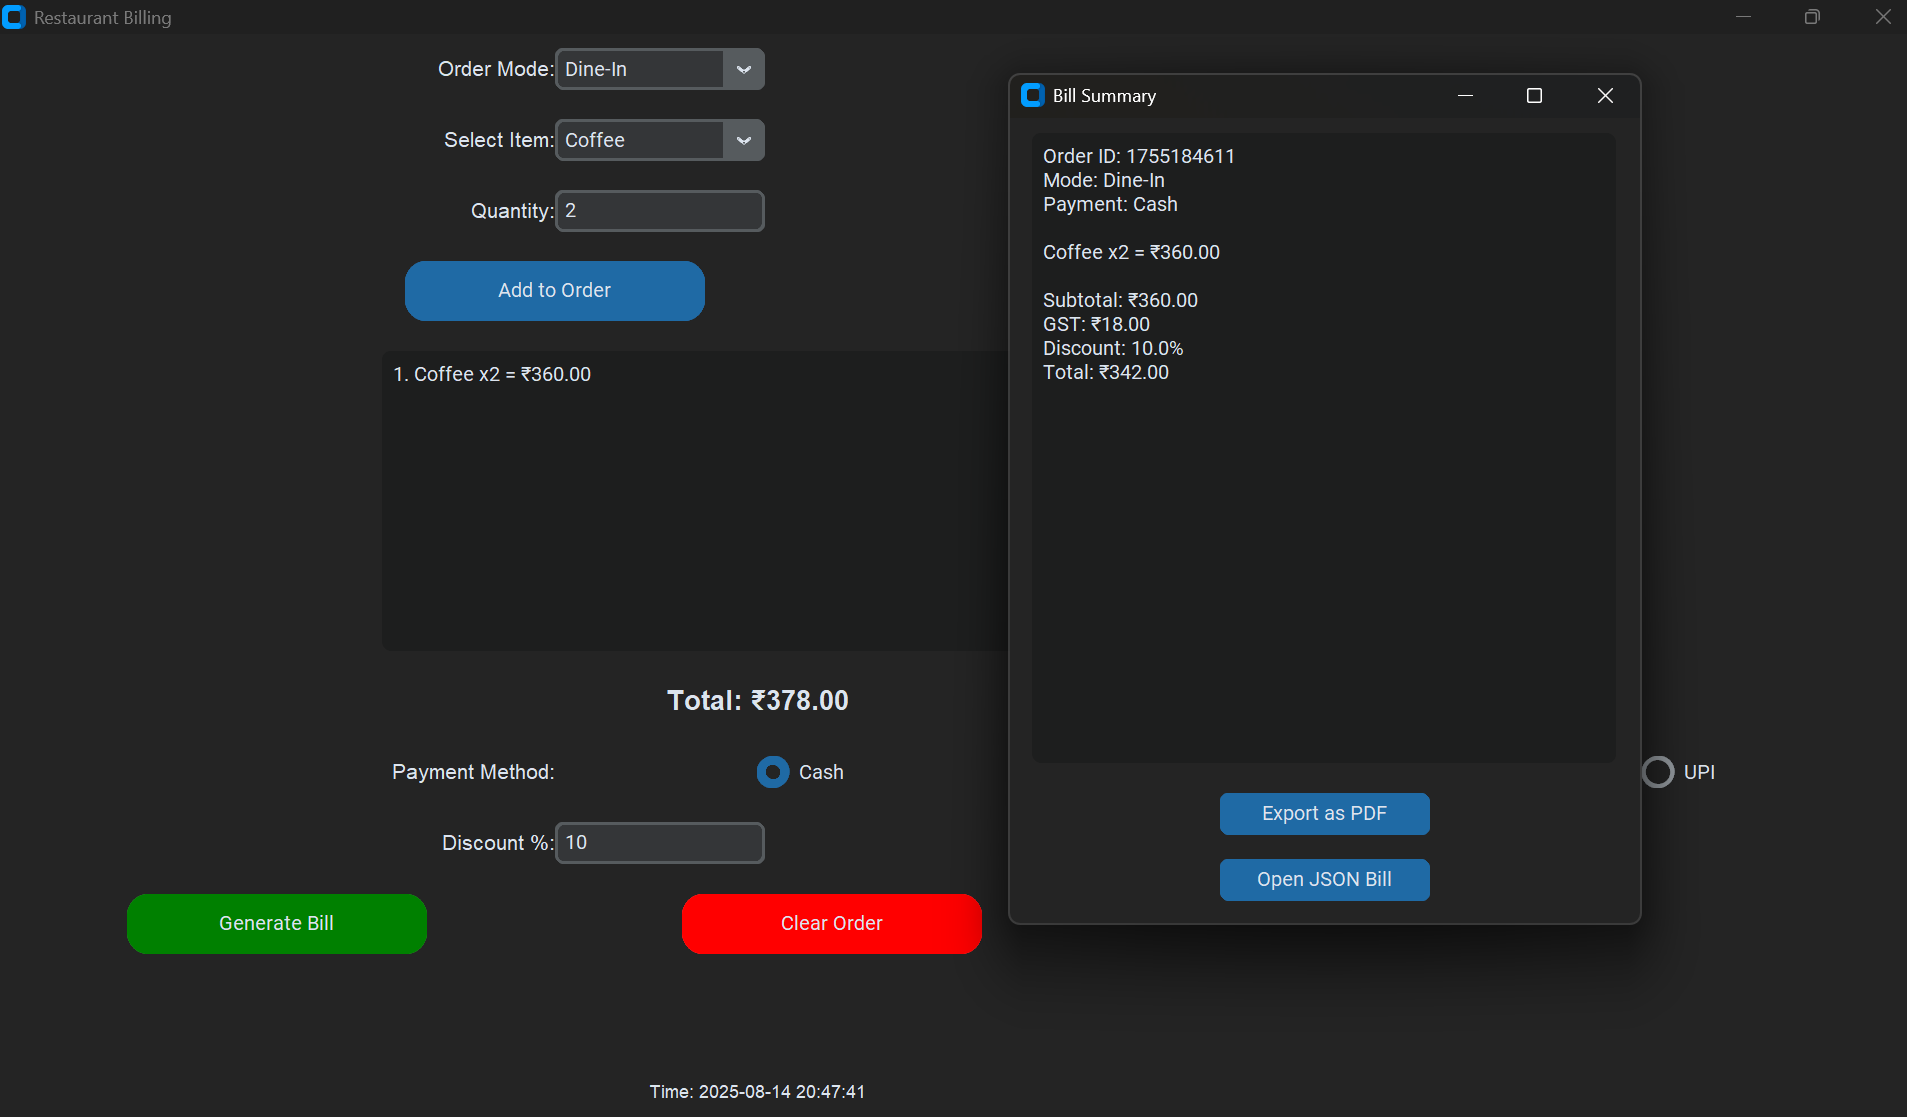 Restaurant Billing
Order Mode: Dine-In
Select Item: Coffee
Quantity: 2
Add to Order
1. Coffee x2 = ₹360.00
Total: ₹378.00
Payment Method: Cash UPI
Discount %: 10
Generate Bill Clear Order
Time: 2025-08-14 20:47:41
Bill Summary
Order ID: 1755184611
Mode: Dine-In
Payment: Cash
Coffee x2 = ₹360.00
Subtotal: ₹360.00
GST: ₹18.00
Discount: 10.0%
Total: ₹342.00
Export as PDF
Open JSON Bill